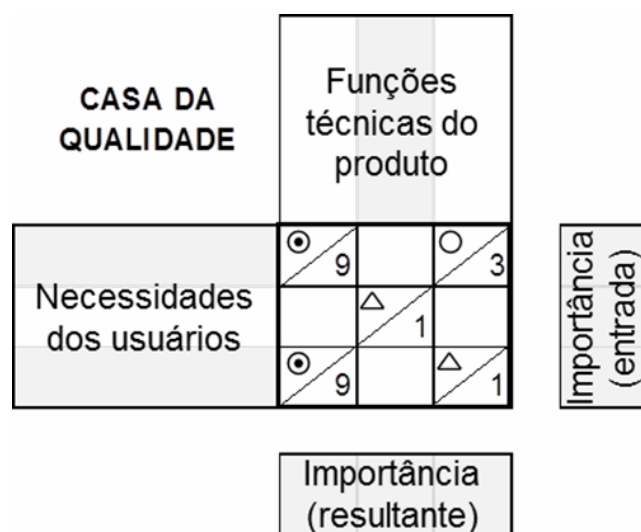 CASA DA
QUALIDADE
Funções
técnicas do
produto
Necessidades
dos usuários
9
3
1
9
1
Importância
(entrada)
Importância
(resultante)